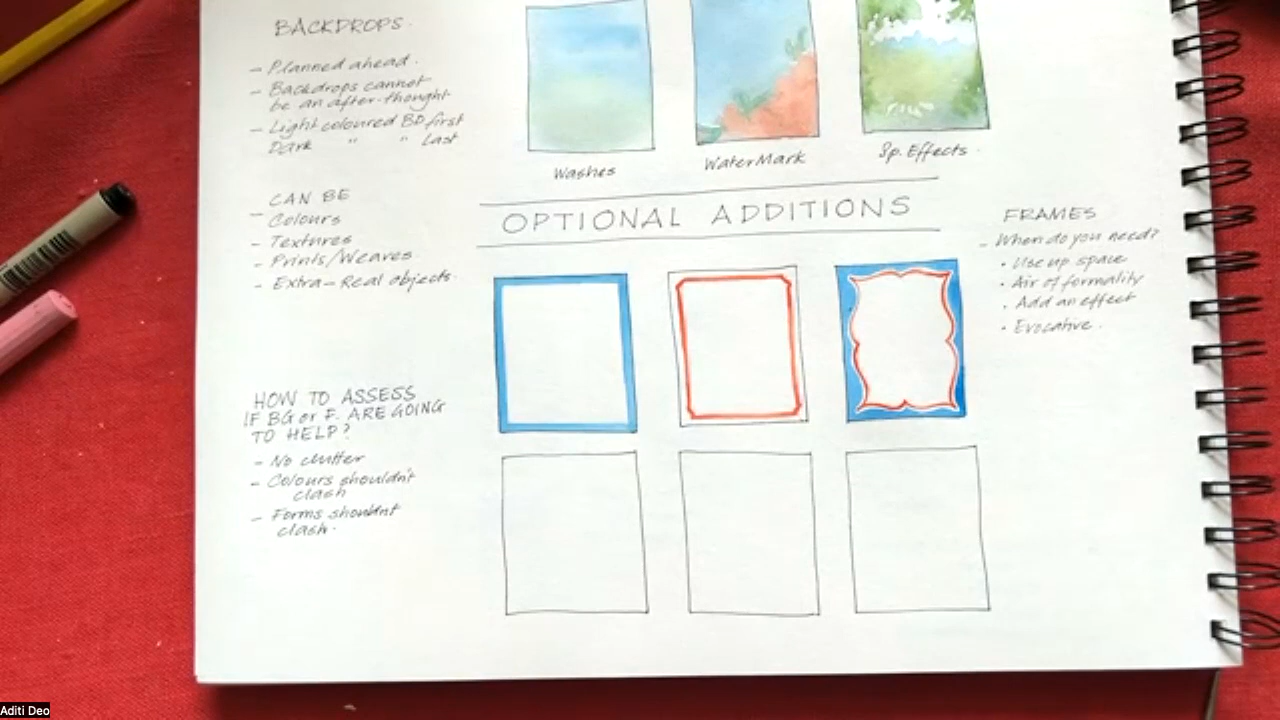 BACKDROPS.
- Planned ahead.
- Backdrops cannot
be an after-thought.
- Light coloured BD first
Dark " " Last
Washes
WaterMark
Sp. Effects.
OPTIONAL ADDITIONS
- CAN BE
Colours
- Textures
- Prints/Weaves
- Extra-Real objects.
FRAMES
- When do you need?
• Use up space
• Air of formality
• Add an effect
• Evocative.
HOW TO ASSESS
IF BG or F. ARE GOING
TO HELP?
- No clutter
- Colours shouldn't
clash
- Forms shouldnt
clash.
Aditi Deo